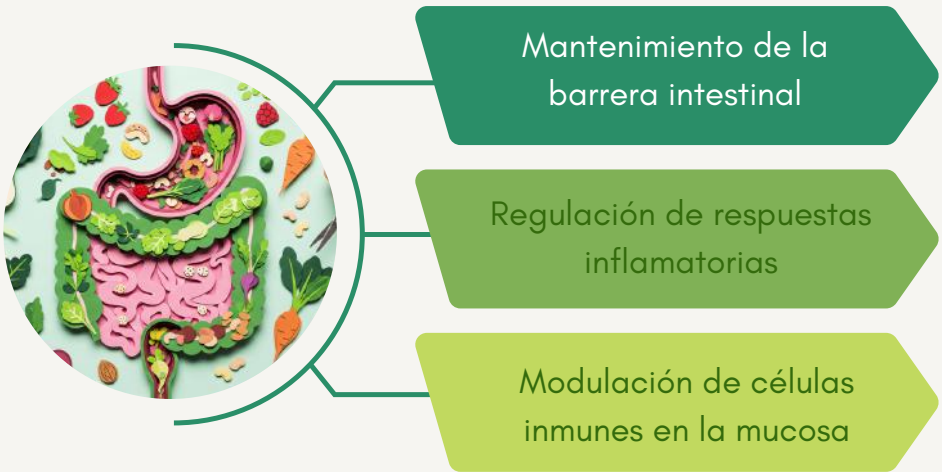 Mantenimiento de la
barrera intestinal
Regulación de respuestas
inflamatorias
Modulación de células
inmunes en la mucosa